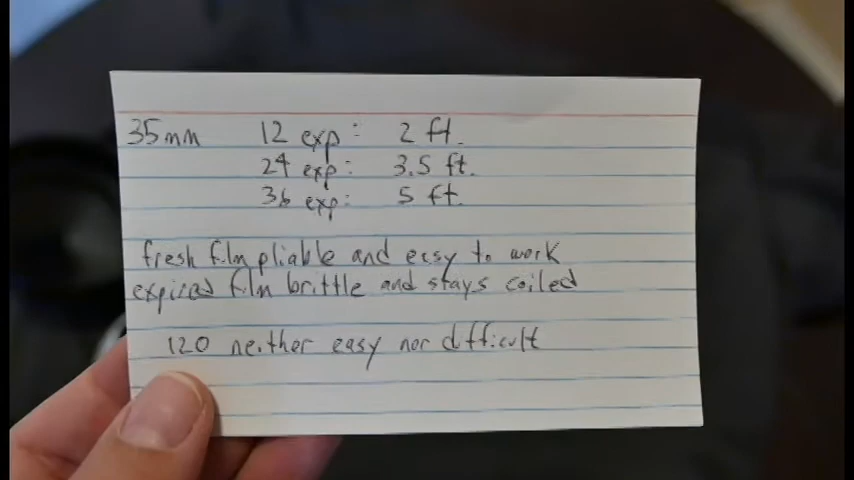 35mm 12 exp: 2 ft.
24 exp: 3.5 ft.
36 exp: 5 ft.
fresh film pliable and easy to work
expired film brittle and stays coiled
120 neither easy nor difficult